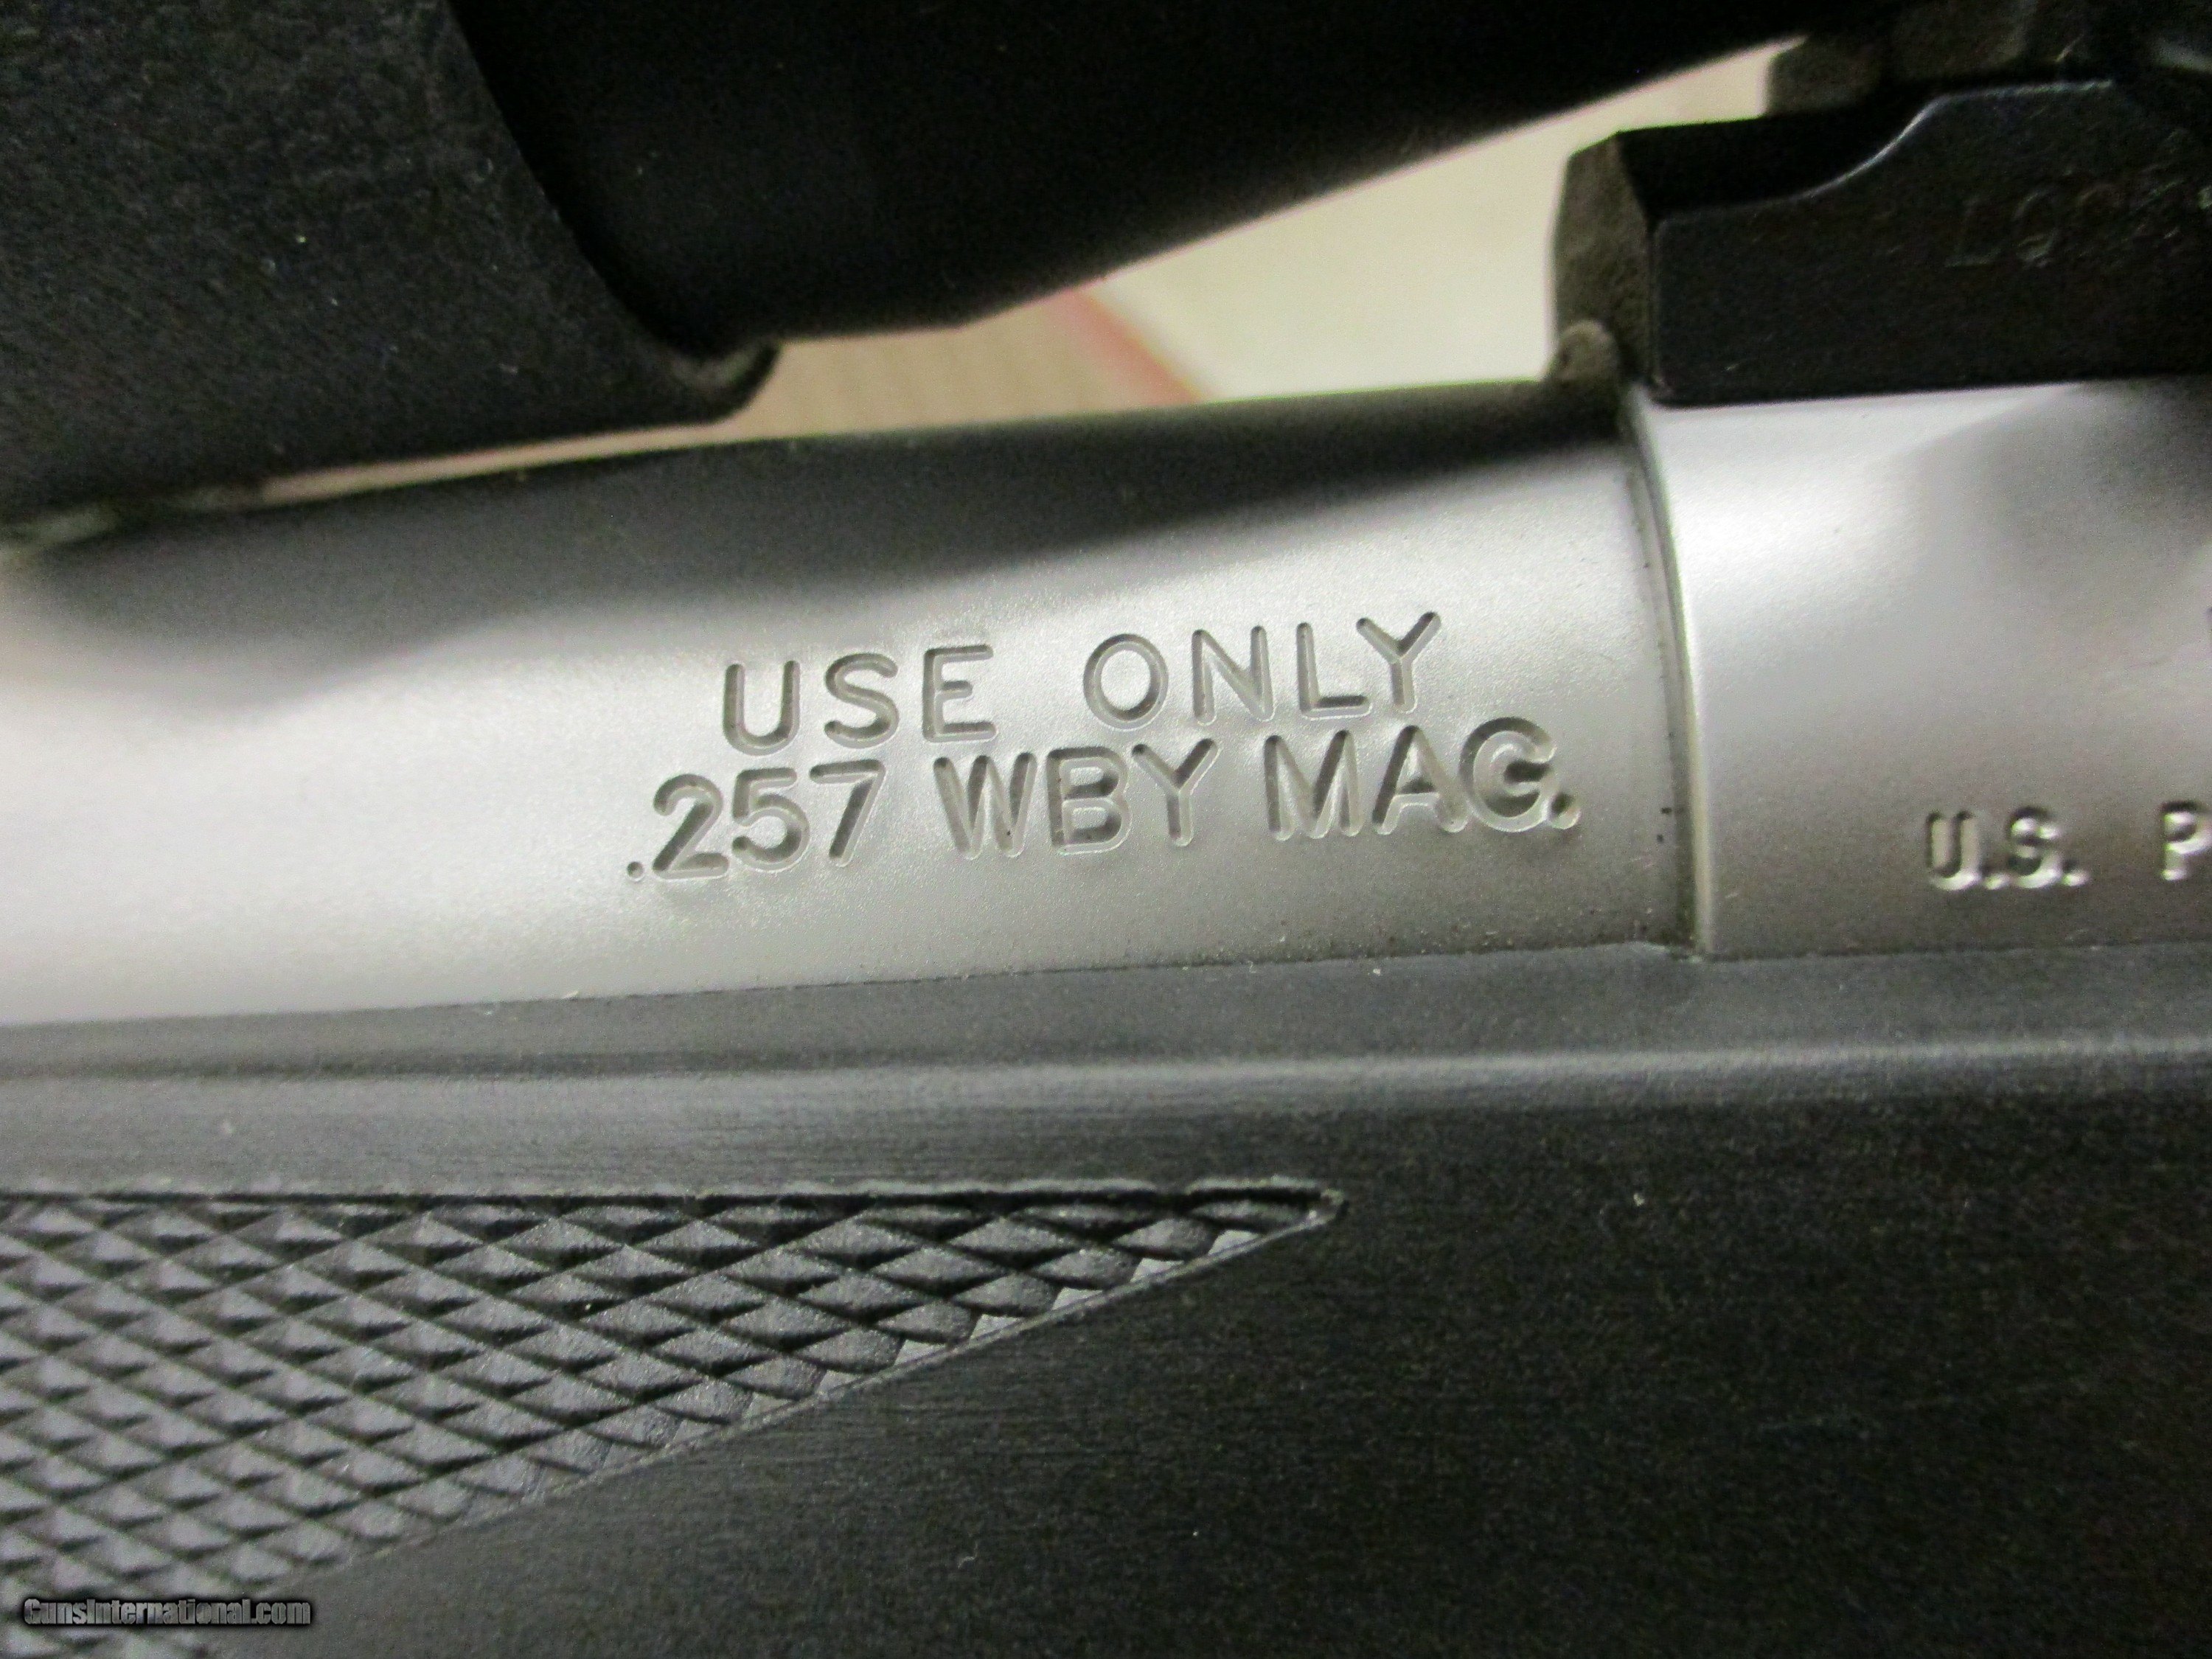 USE ONLY
.257 WBY MAG.
U.S.
GunsInternational.com